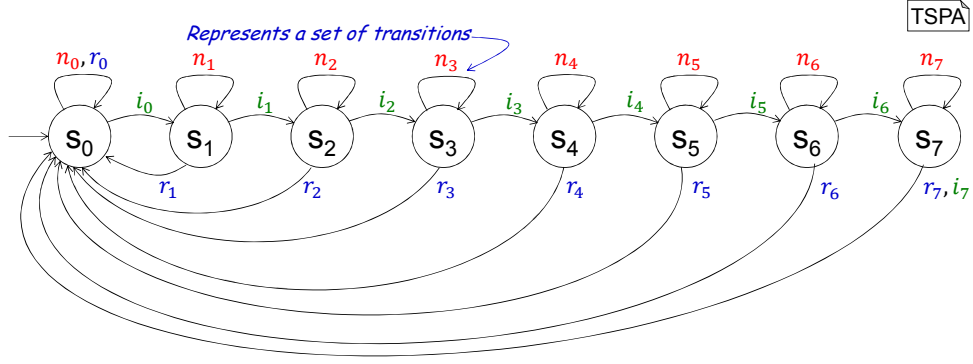 TSPA
Represents a set of transitions
n₀, r₀ n₁ n₂ n₃ n₄ n₅ n₆ n₇
i₀ i₁ i₂ i₃ i₄ i₅ i₆
S₀ S₁ S₂ S₃ S₄ S₅ S₆ S₇
r₁ r₂ r₃ r₄ r₅ r₆ r₇, i₇